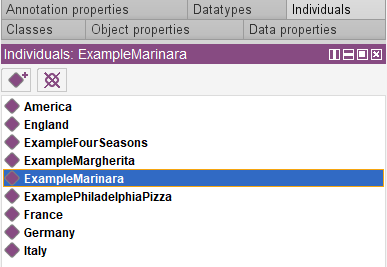 Annotation properties Datatypes Individuals
Classes Object properties Data properties
Individuals: ExampleMarinara
America
England
ExampleFourSeasons
ExampleMargherita
ExampleMarinara
ExamplePhiladelphiaPizza
France
Germany
Italy